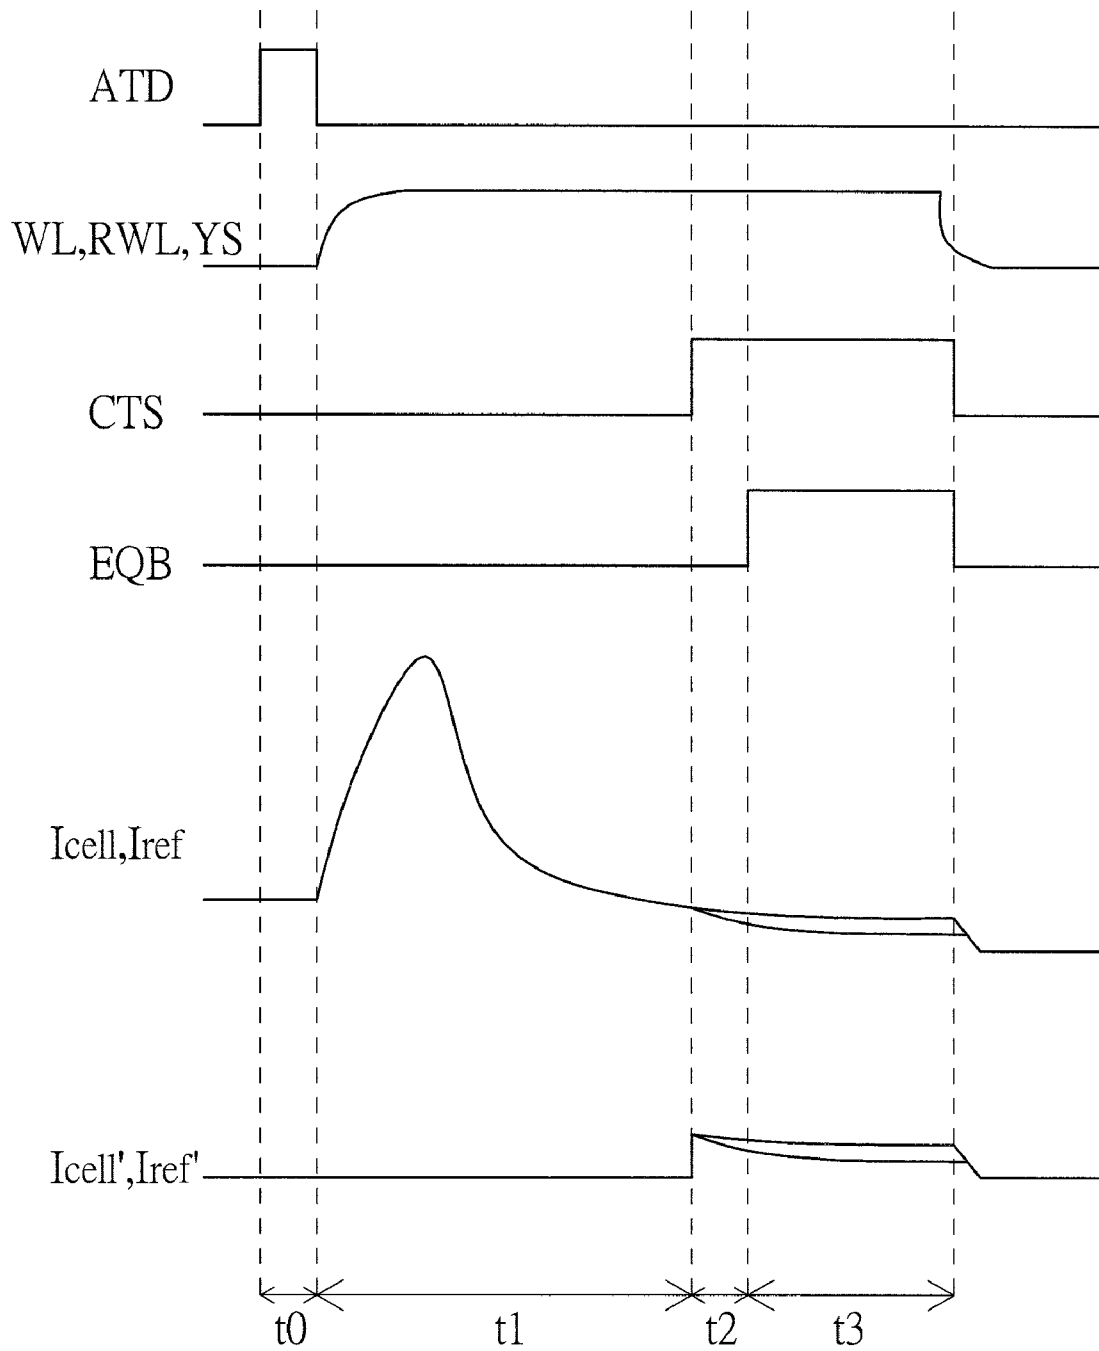 ATD
WL,RWL,YS
CTS
EQB
Icell,Iref
Icell',Iref'
t0
t1
t2
t3